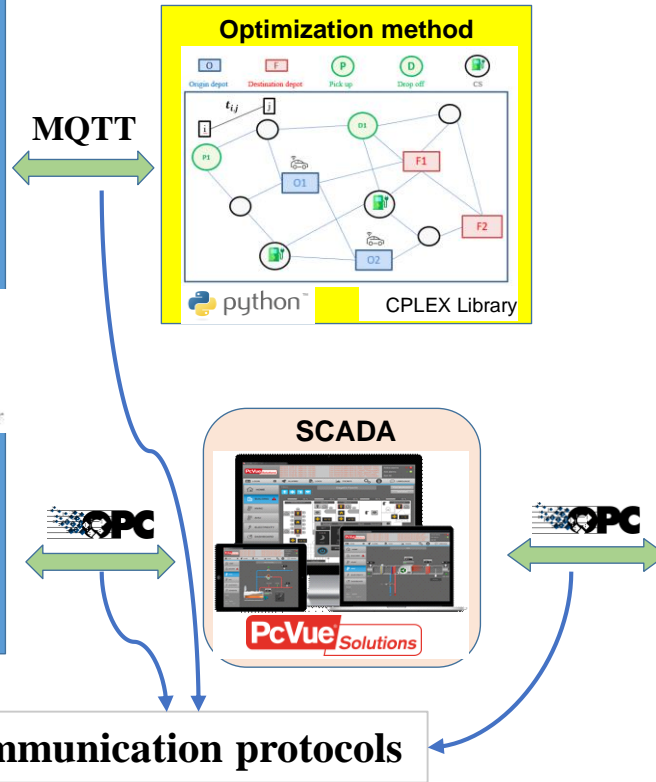 Optimization method
O F P D
Origin depot Destination depot Pick up Drop off CS
t i,j
i j
P1 D1
O1 F1
O2 F2
python™
CPLEX Library
MQTT
SCADA
OPC
OPC
PcVue Solutions
mmunication protocols